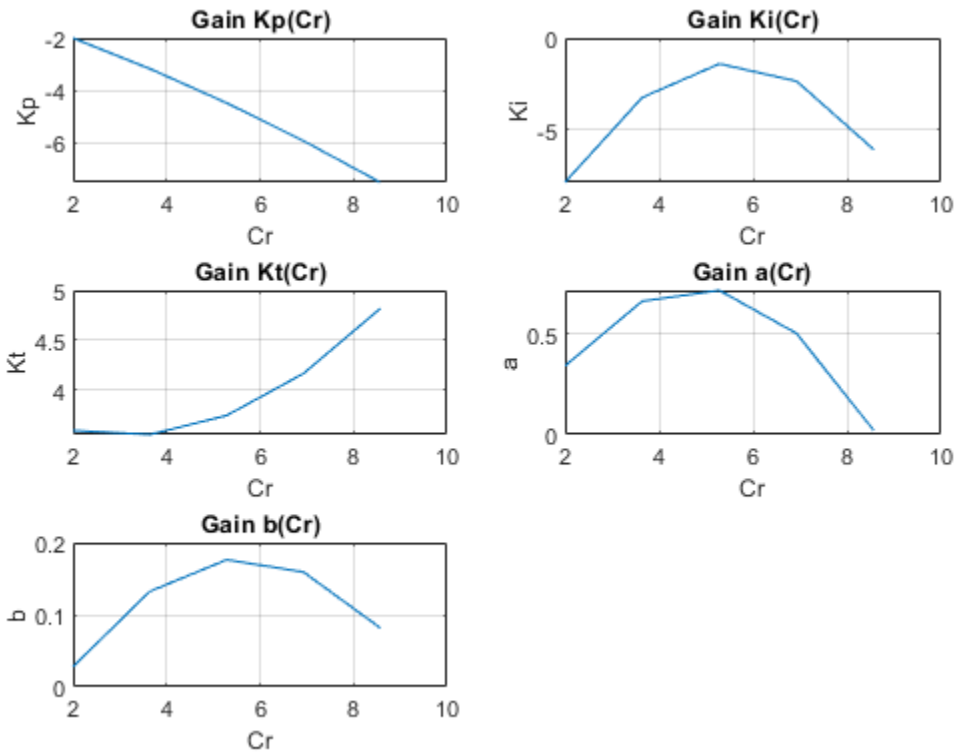 Gain Kp(Cr)
-2
-4
-6
Kp
2 4 6 8 10
Cr
Gain Ki(Cr)
0
-5
Ki
2 4 6 8 10
Cr
Gain Kt(Cr)
5
4.5
4
Kt
2 4 6 8 10
Cr
Gain a(Cr)
0.5
0
a
2 4 6 8 10
Cr
Gain b(Cr)
0.2
0.1
0
b
2 4 6 8 10
Cr